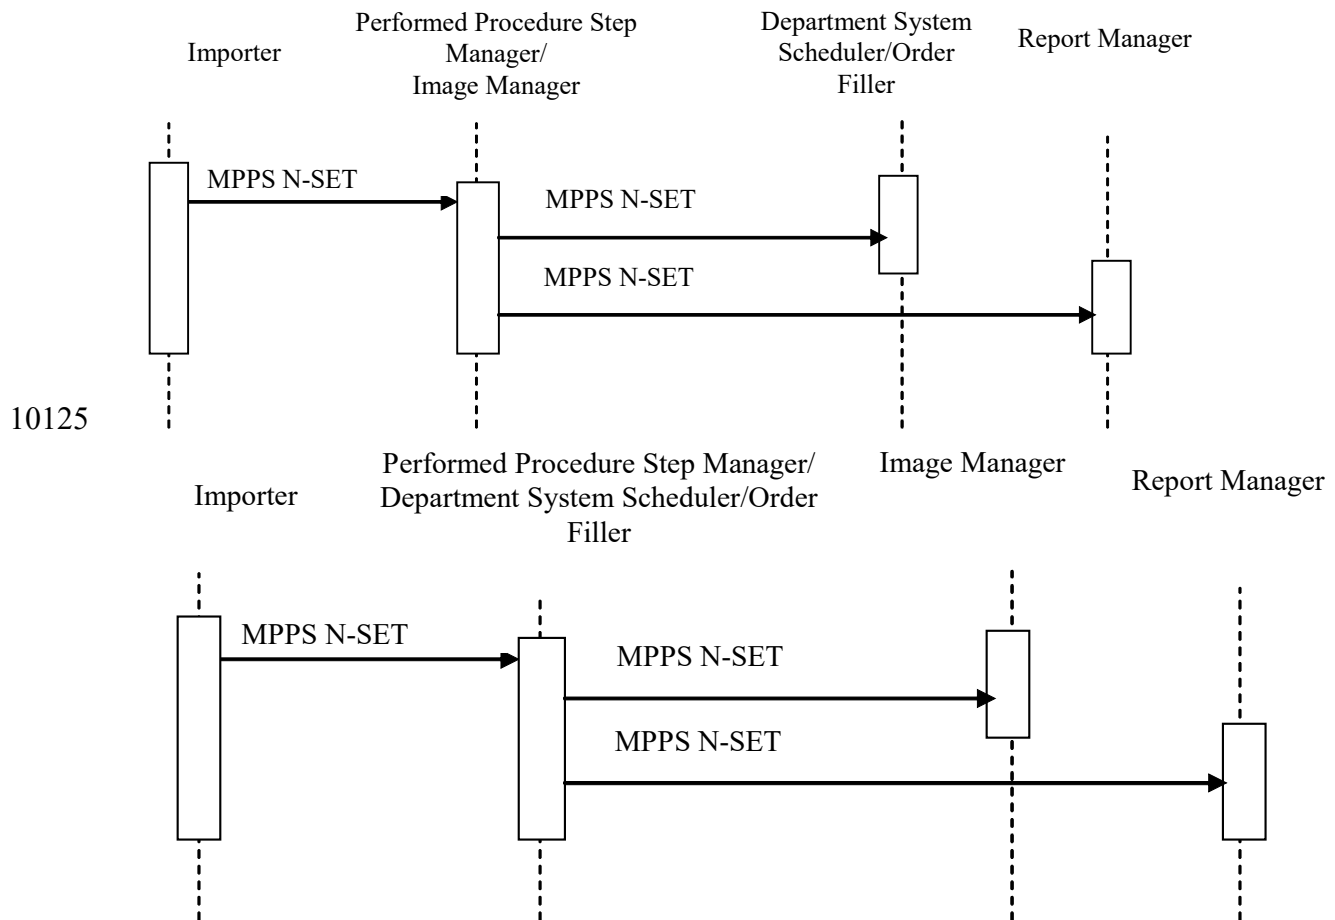 Importer
Performed Procedure Step
Manager/
Image Manager
Department System
Scheduler/Order
Filler
Report Manager
MPPS N-SET
MPPS N-SET
MPPS N-SET
10125
Importer
Performed Procedure Step Manager/
Department System Scheduler/Order
Filler
Image Manager
Report Manager
MPPS N-SET
MPPS N-SET
MPPS N-SET